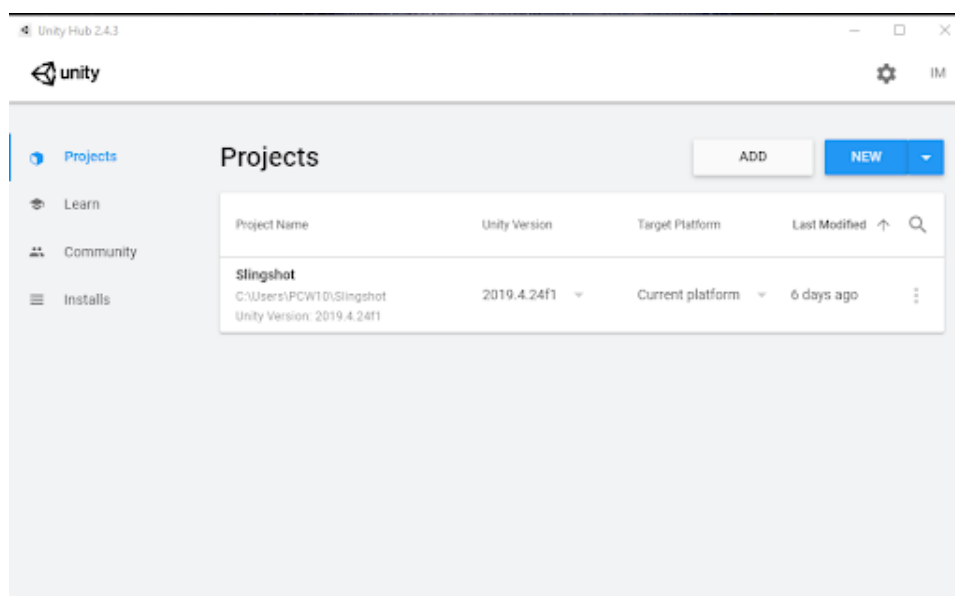 Unity Hub 2.4.3
unity
IM
Projects
Learn
Community
Installs
Projects
ADD
NEW
Project Name
Unity Version
Target Platform
Last Modified
Slingshot
C:\Users\PCW10\Slingshot
Unity Version: 2019.4.24f1
2019.4.24f1
Current platform
6 days ago